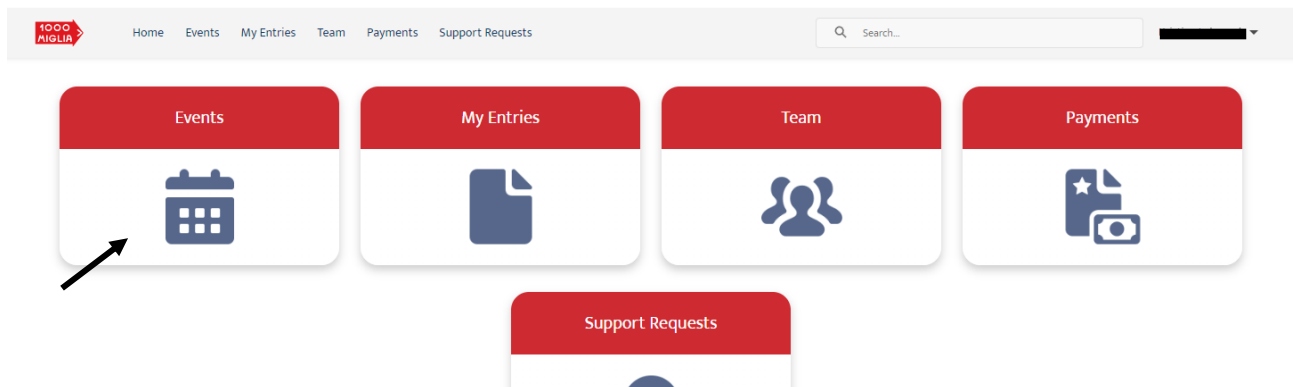 1000
MIGLIA
Home Events My Entries Team Payments Support Requests
Search...
Events
My Entries
Team
Payments
Support Requests